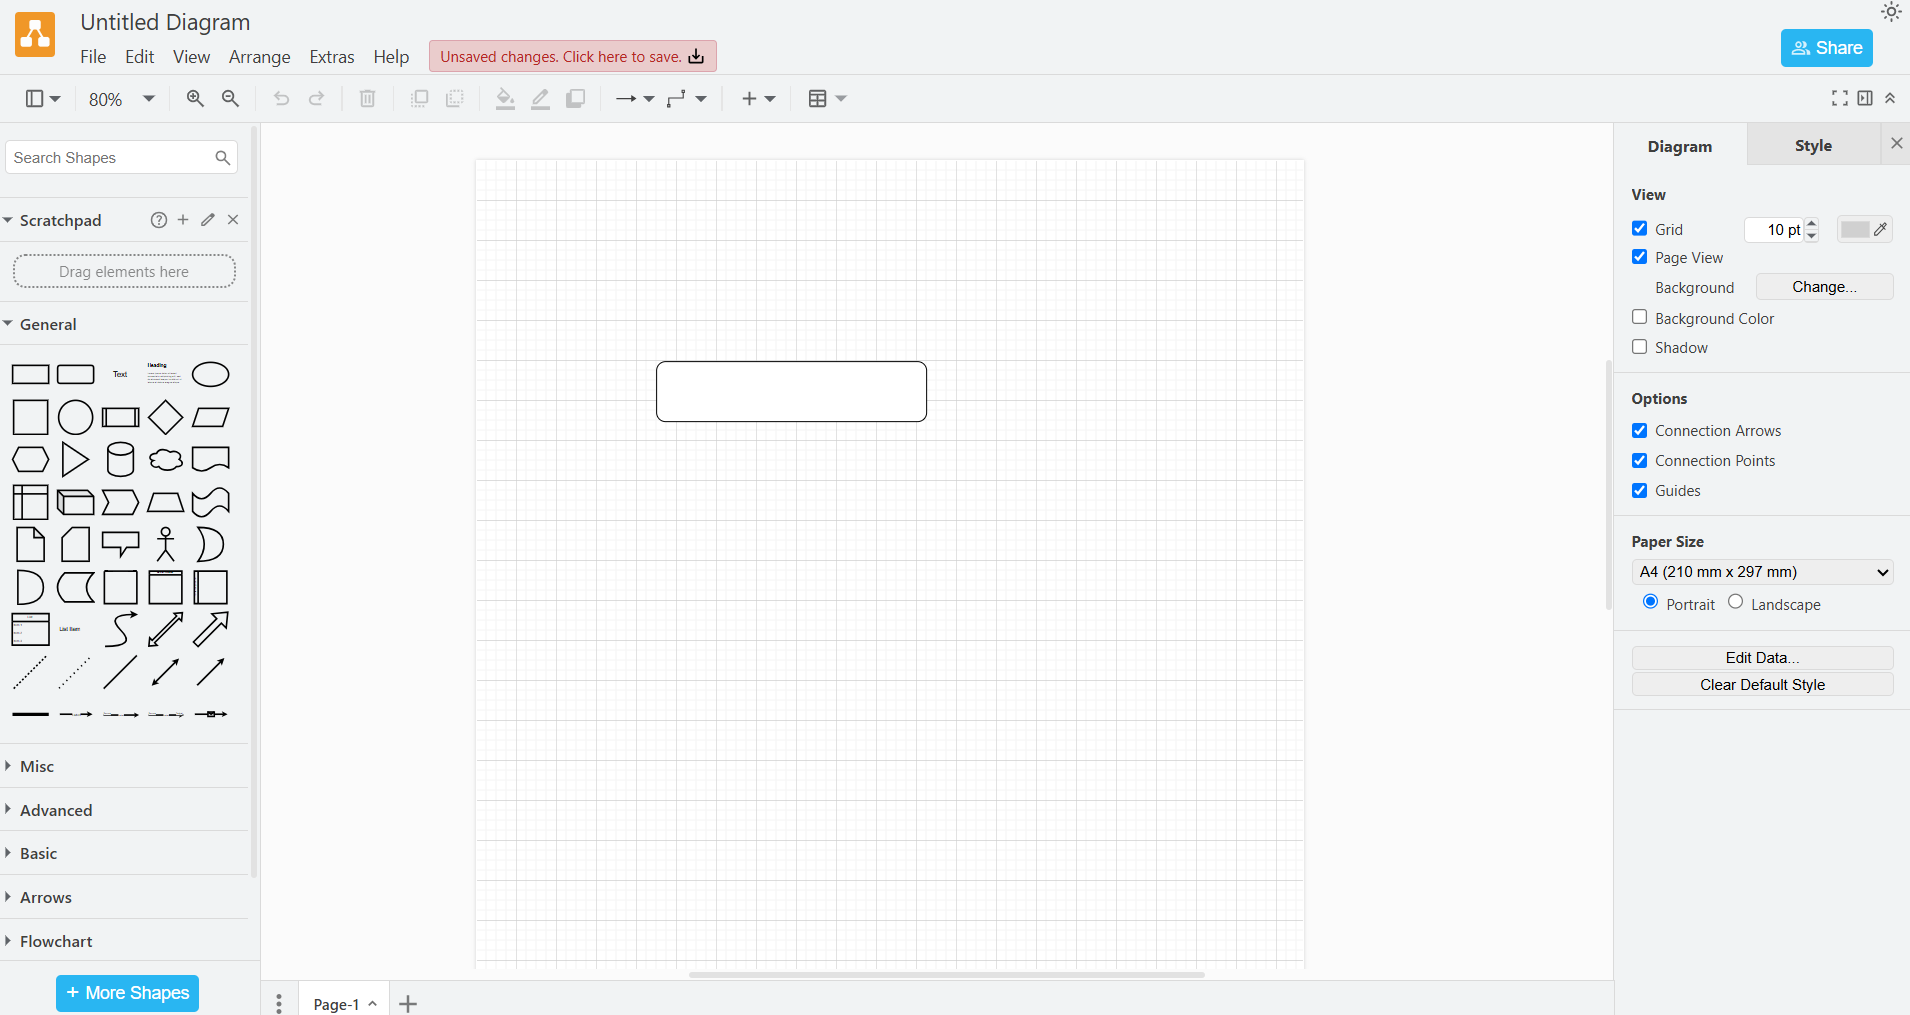 Untitled Diagram
File Edit View Arrange Extras Help Unsaved changes. Click here to save.
Share
80%
Search Shapes
Scratchpad
Drag elements here
General
Text
Heading
List Item
Misc
Advanced
Basic
Arrows
Flowchart
+ More Shapes
Page-1
Diagram Style
View
Grid 10 pt
Page View
Background Change...
Background Color
Shadow
Options
Connection Arrows
Connection Points
Guides
Paper Size
A4 (210 mm x 297 mm)
Portrait Landscape
Edit Data...
Clear Default Style